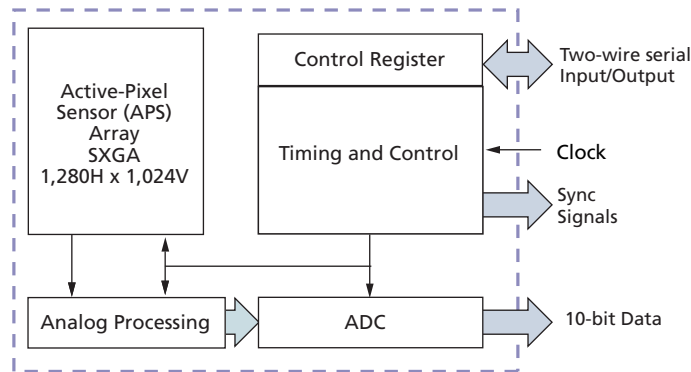 Active-Pixel
Sensor (APS)
Array
SXGA
1,280H x 1,024V
Control Register
Timing and Control
Two-wire serial
Input/Output
Clock
Sync
Signals
Analog Processing
ADC
10-bit Data